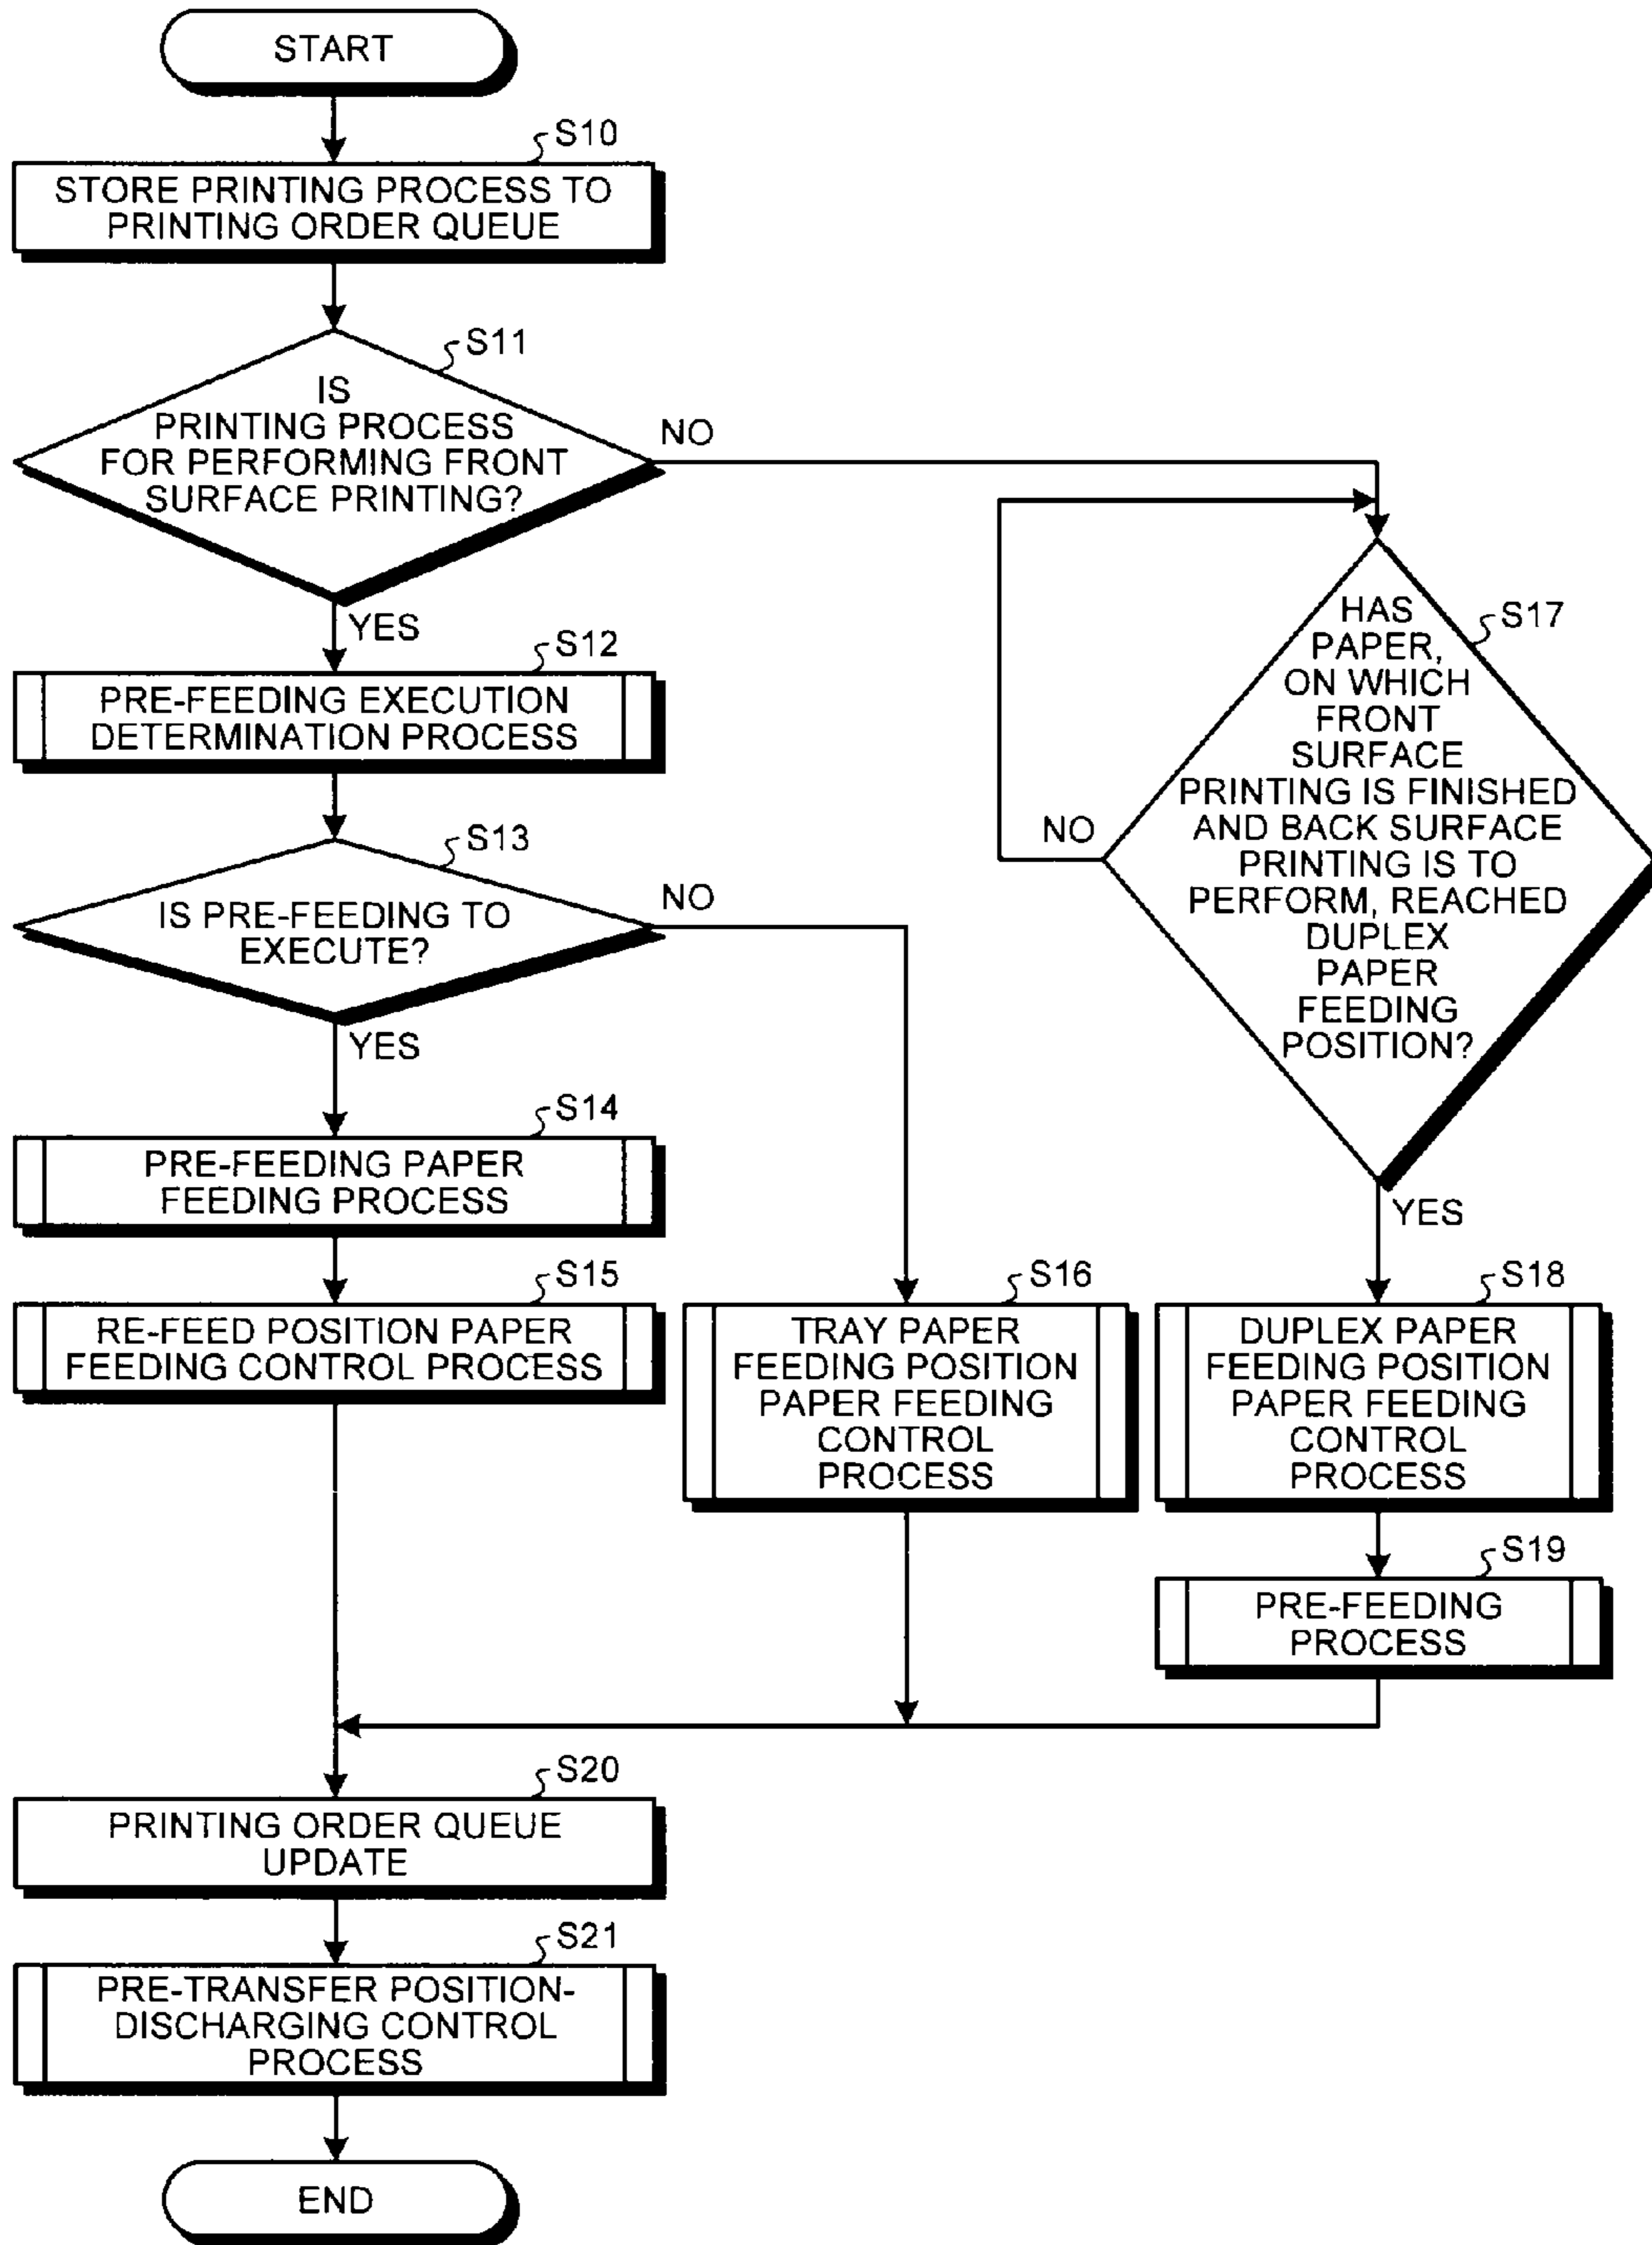 START
S10
STORE PRINTING PROCESS TO
PRINTING ORDER QUEUE
S11
IS
PRINTING PROCESS
FOR PERFORMING FRONT
SURFACE PRINTING?
NO
YES
S12
PRE-FEEDING EXECUTION
DETERMINATION PROCESS
S13
IS PRE-FEEDING TO
EXECUTE?
NO
YES
S14
PRE-FEEDING PAPER
FEEDING PROCESS
S15
RE-FEED POSITION PAPER
FEEDING CONTROL PROCESS
S16
TRAY PAPER
FEEDING POSITION
PAPER FEEDING
CONTROL
PROCESS
S17
HAS
PAPER,
ON WHICH
FRONT
SURFACE
PRINTING IS FINISHED
AND BACK SURFACE
PRINTING IS TO
PERFORM, REACHED
DUPLEX
PAPER
FEEDING
POSITION?
NO
YES
S18
DUPLEX PAPER
FEEDING POSITION
PAPER FEEDING
CONTROL
PROCESS
S19
PRE-FEEDING
PROCESS
S20
PRINTING ORDER QUEUE
UPDATE
S21
PRE-TRANSFER POSITION-
DISCHARGING CONTROL
PROCESS
END